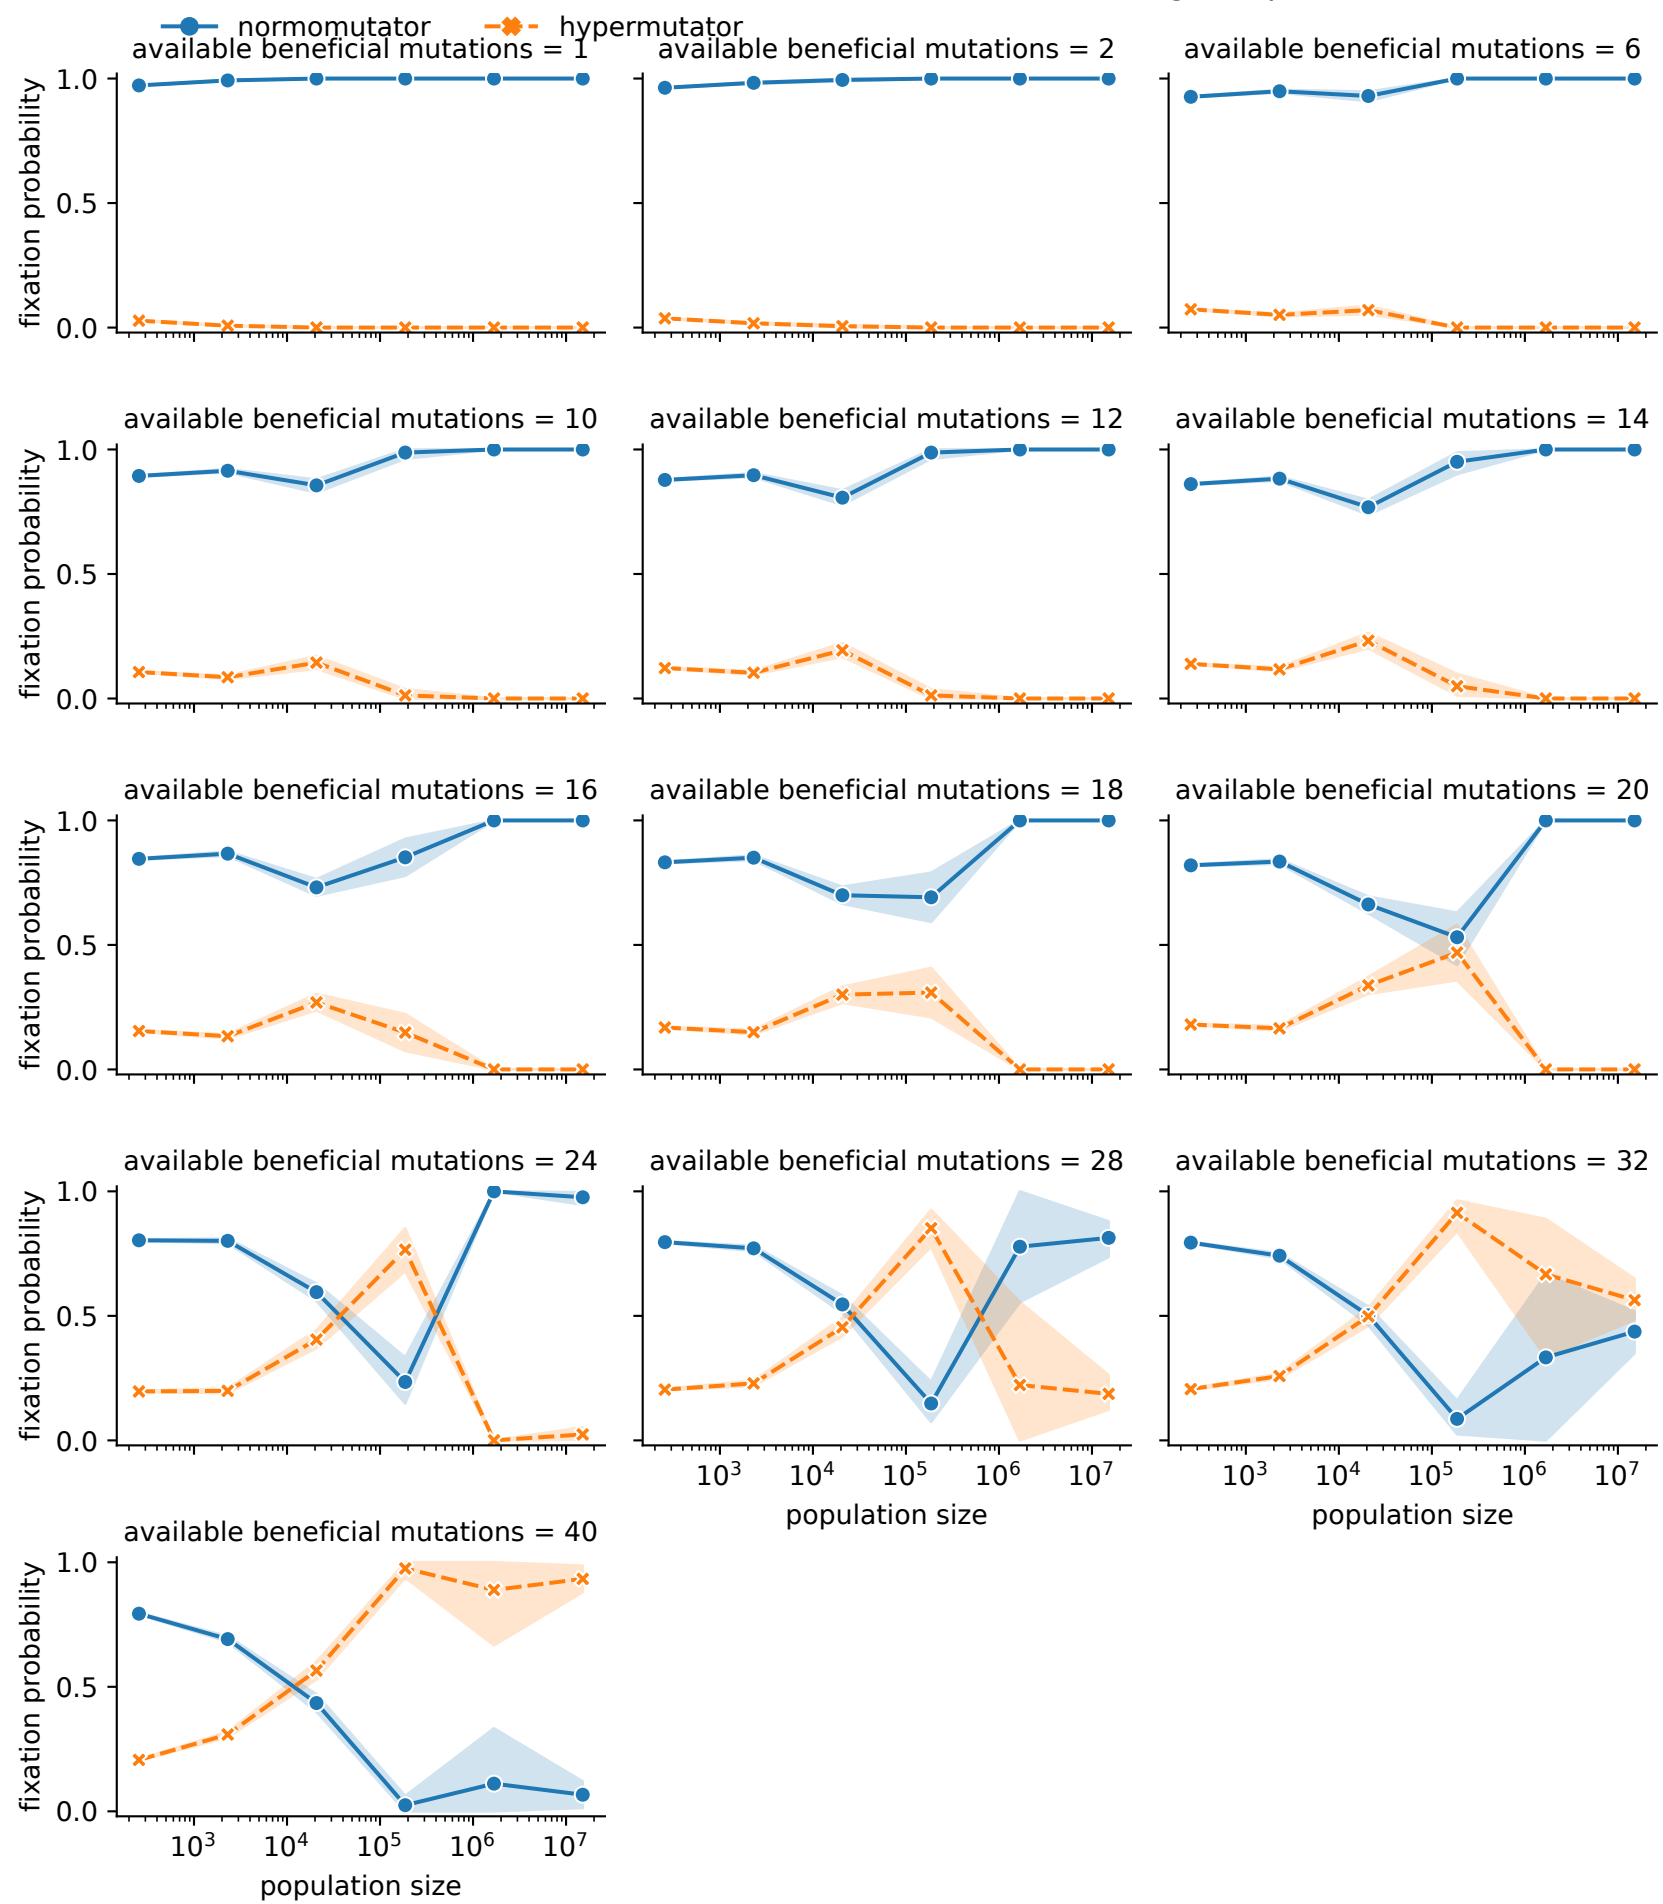 normomutator hypermutator
available beneficial mutations = 1 available beneficial mutations = 2 available beneficial mutations = 6
fixation probability
1.0
0.5
0.0
available beneficial mutations = 10 available beneficial mutations = 12 available beneficial mutations = 14
fixation probability
1.0
0.5
0.0
available beneficial mutations = 16 available beneficial mutations = 18 available beneficial mutations = 20
fixation probability
1.0
0.5
0.0
available beneficial mutations = 24 available beneficial mutations = 28 available beneficial mutations = 32
fixation probability
1.0
0.5
0.0
10³ 10⁴ 10⁵ 10⁶ 10⁷ 10³ 10⁴ 10⁵ 10⁶ 10⁷
population size population size
available beneficial mutations = 40
fixation probability
1.0
0.5
0.0
10³ 10⁴ 10⁵ 10⁶ 10⁷
population size